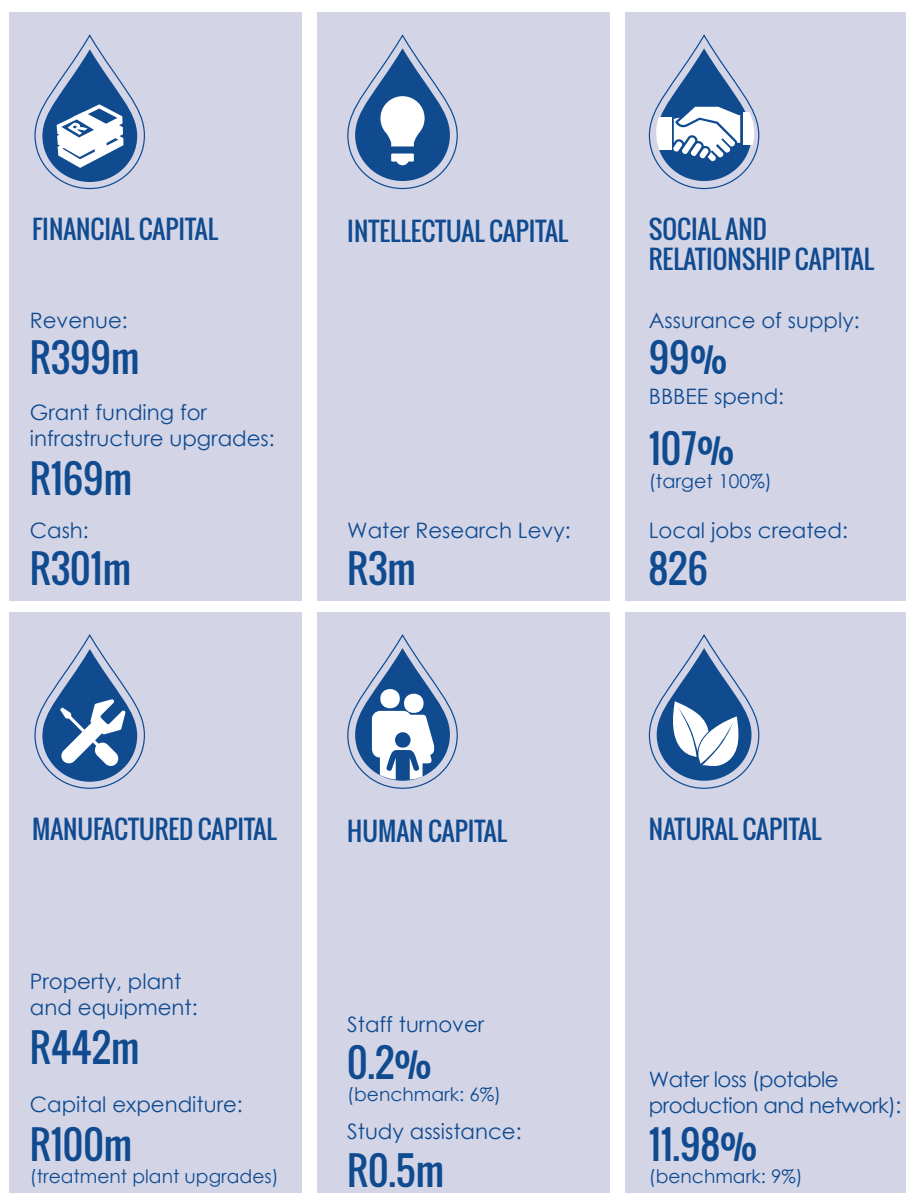 FINANCIAL CAPITAL
Revenue:
R399m
Grant funding for
infrastructure upgrades:
R169m
Cash:
R301m
INTELLECTUAL CAPITAL
Water Research Levy:
R3m
SOCIAL AND
RELATIONSHIP CAPITAL
Assurance of supply:
99%
BBBEE spend:
107%
(target 100%)
Local jobs created:
826
MANUFACTURED CAPITAL
Property, plant
and equipment:
R442m
Capital expenditure:
R100m
(treatment plant upgrades)
HUMAN CAPITAL
Staff turnover
0.2%
(benchmark: 6%)
Study assistance:
R0.5m
NATURAL CAPITAL
Water loss (potable
production and network):
11.98%
(benchmark: 9%)